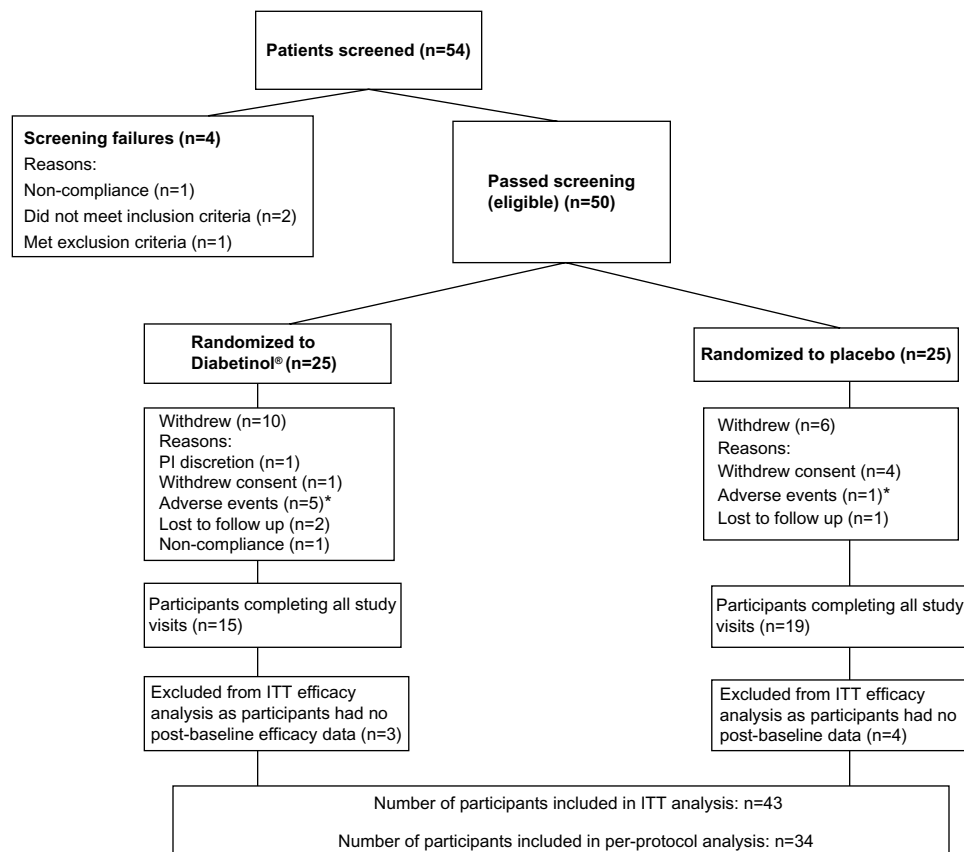 Patients screened (n=54)
Screening failures (n=4)
Reasons:
Non-compliance (n=1)
Did not meet inclusion criteria (n=2)
Met exclusion criteria (n=1)
Passed screening
(eligible) (n=50)
Randomized to
Diabetinol® (n=25)
Withdrew (n=10)
Reasons:
PI discretion (n=1)
Withdrew consent (n=1)
Adverse events (n=5)*
Lost to follow up (n=2)
Non-compliance (n=1)
Participants completing all study
visits (n=15)
Excluded from ITT efficacy
analysis as participants had no
post-baseline efficacy data (n=3)
Randomized to placebo (n=25)
Withdrew (n=6)
Reasons:
Withdrew consent (n=4)
Adverse events (n=1)*
Lost to follow up (n=1)
Participants completing all study
visits (n=19)
Excluded from ITT efficacy
analysis as participants had no
post-baseline data (n=4)
Number of participants included in ITT analysis: n=43
Number of participants included in per-protocol analysis: n=34